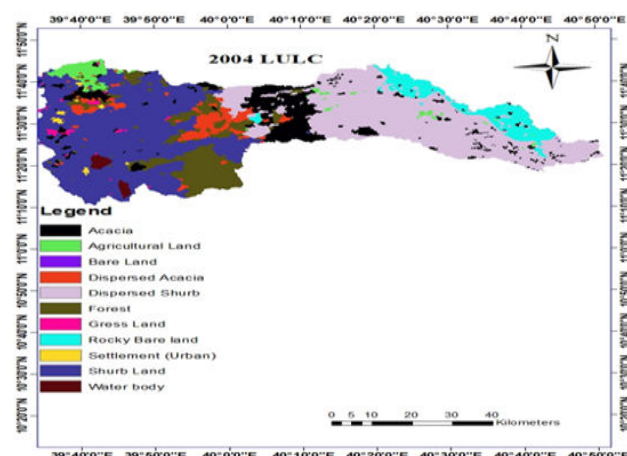 39°40'0"E 39°50'0"E 40°0'0"E 40°10'0"E 40°20'0"E 40°30'0"E 40°40'0"E 40°50'0"E
2004 LULC
N
Legend
Acacia
Agricultural Land
Bare Land
Dispersed Acacia
Dispersed Shurb
Forest
Gress Land
Rocky Bare land
Settlement (Urban)
Shurb Land
Water body
0 5 10 20 30 40
Kilometers
39°40'0"E 39°50'0"E 40°0'0"E 40°10'0"E 40°20'0"E 40°30'0"E 40°40'0"E 40°50'0"E